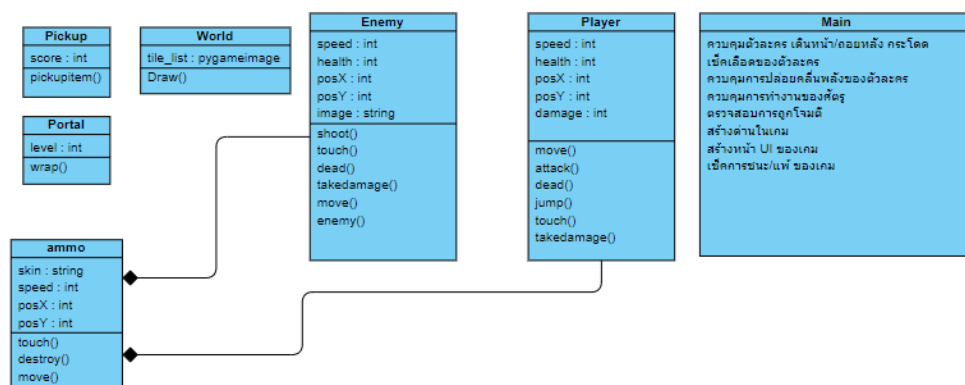 Pickup
score : int
pickupitem()
World
tile_list : pygameimage
Draw()
Enemy
speed : int
health : int
posX : int
posY : int
image : string
shoot()
touch()
dead()
takedamage()
move()
enemy()
Player
speed : int
health : int
posX : int
posY : int
damage : int
move()
attack()
dead()
jump()
touch()
takedamage()
Main
ควบคุมตัวละคร เดินหน้า/ถอยหลัง กระโดด
เช็คเลือดของตัวละคร
ควบคุมการปล่อยคลื่นพลังของตัวละคร
ควบคุมการทำงานของศัตรู
ตรวจสอบการถูกโจมตี
สร้างด่านในเกม
สร้างหน้า UI ของเกม
เช็คการชนะ/แพ้ ของเกม
Portal
level : int
wrap()
ammo
skin : string
speed : int
posX : int
posY : int
touch()
destroy()
move()